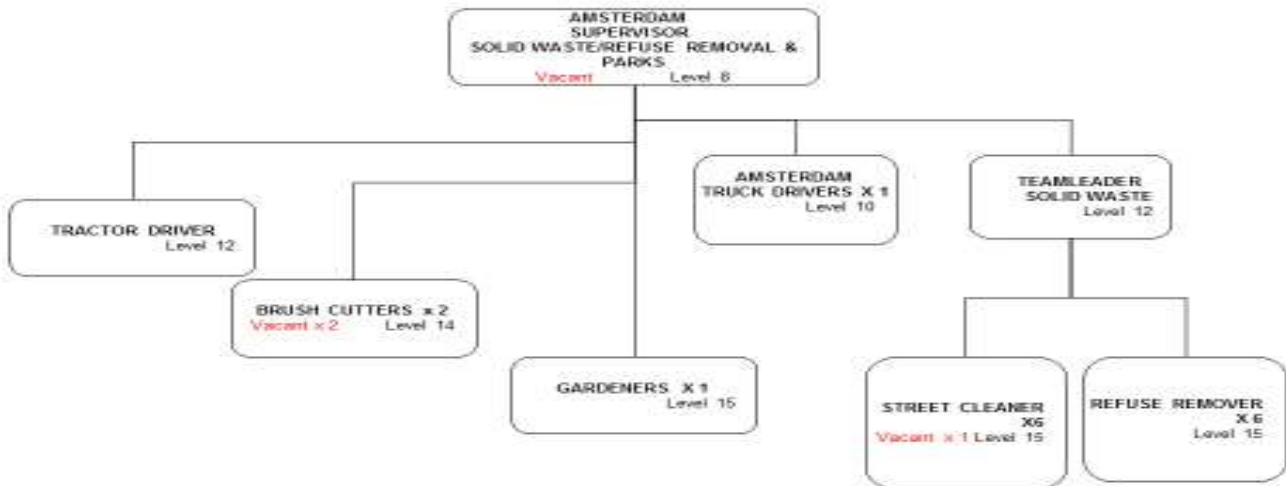 AMSTERDAM
SUPERVISOR
SOLID WASTE/REFUSE REMOVAL &
PARKS
Vacant Level 8
TRACTOR DRIVER
Level 12
BRUSH CUTTERS x 2
Vacant x 2 Level 14
GARDENERS X 1
Level 15
AMSTERDAM
TRUCK DRIVERS X 1
Level 10
TEAMLEADER
SOLID WASTE
Level 12
STREET CLEANER
X6
Vacant x 1 Level 15
REFUSE REMOVER
X 6
Level 15